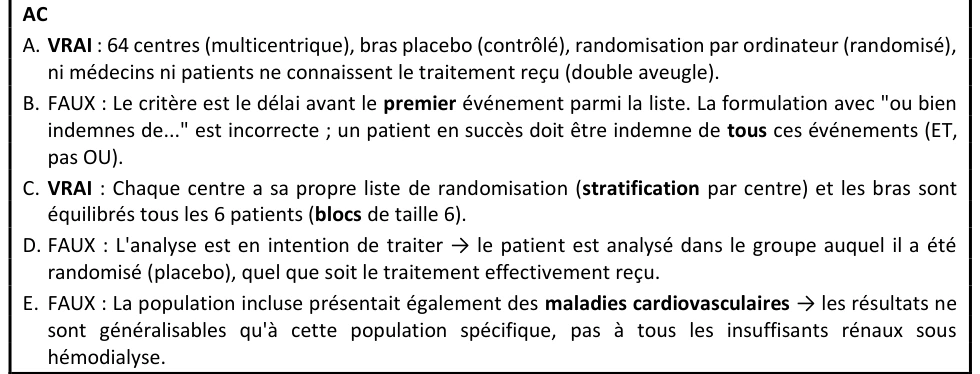 AC
A. VRAI : 64 centres (multicentrique), bras placebo (contrôlé), randomisation par ordinateur (randomisé),
ni médecins ni patients ne connaissent le traitement reçu (double aveugle).
B. FAUX : Le critère est le délai avant le premier événement parmi la liste. La formulation avec "ou bien
indemnes de..." est incorrecte ; un patient en succès doit être indemne de tous ces événements (ET,
pas OU).
C. VRAI : Chaque centre a sa propre liste de randomisation (stratification par centre) et les bras sont
équilibrés tous les 6 patients (blocs de taille 6).
D. FAUX : L'analyse est en intention de traiter → le patient est analysé dans le groupe auquel il a été
randomisé (placebo), quel que soit le traitement effectivement reçu.
E. FAUX : La population incluse présentait également des maladies cardiovasculaires → les résultats ne
sont généralisables qu'à cette population spécifique, pas à tous les insuffisants rénaux sous
hémodialyse.